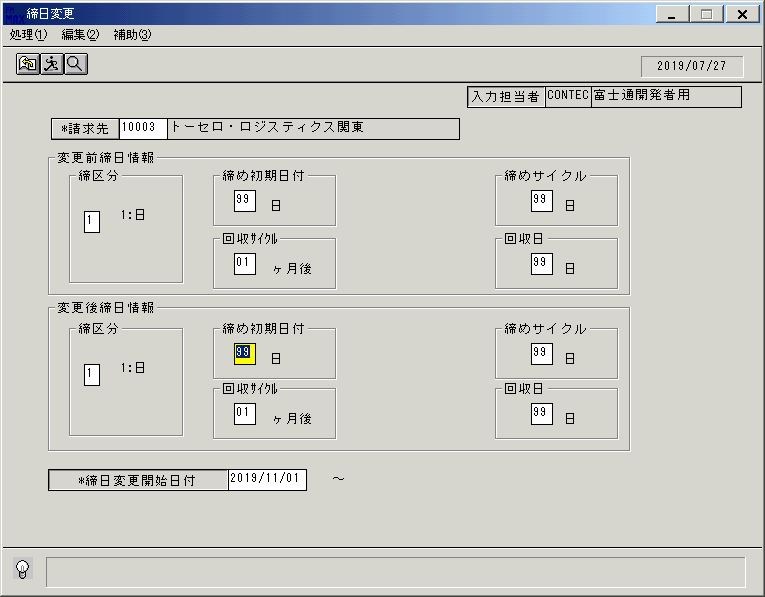 締日変更
処理(1) 編集(2) 補助(3)
2019/07/27
入力担当者 CONTEC 富士通開発者用
*請求先 10003 トーセロ・ロジスティクス関東
変更前締日情報
締区分 締め初期日付 締めサイクル
1 1:日 99 日 99 日
回収ｻｲｸﾙ 回収日
01 ヶ月後 99 日
変更後締日情報
締区分 締め初期日付 締めサイクル
1 1:日 99 日 99 日
回収ｻｲｸﾙ 回収日
01 ヶ月後 99 日
*締日変更開始日付 2019/11/01 ～